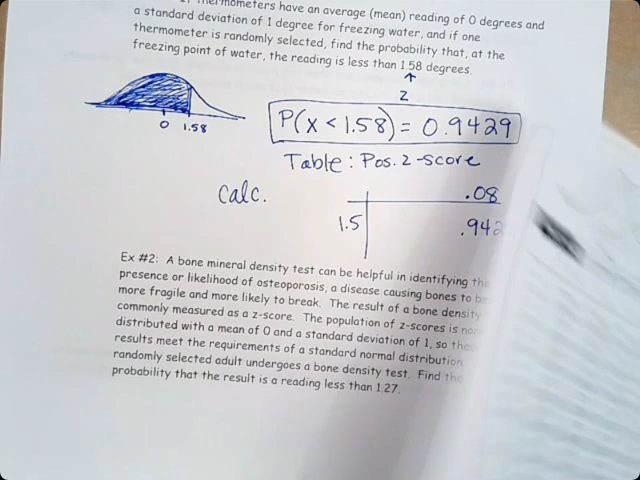 Thermometers have an average (mean) reading of 0 degrees and
a standard deviation of 1 degree for freezing water, and if one
thermometer is randomly selected, find the probability that, at the
freezing point of water, the reading is less than 1.58 degrees.
z
0 1.58
P(x < 1.58) = 0.9429
Table: Pos. z-score
Calc.
.08
1.5 .942
Ex #2: A bone mineral density test can be helpful in identifying the
presence or likelihood of osteoporosis, a disease causing bones to
more fragile and more likely to break. The result of a bone density
commonly measured as a z-score. The population of z-scores is
distributed with a mean of 0 and a standard deviation of 1, so
results meet the requirements of a standard normal distribution
randomly selected adult undergoes a bone density test. Find the
probability that the result is a reading less than 1.27.